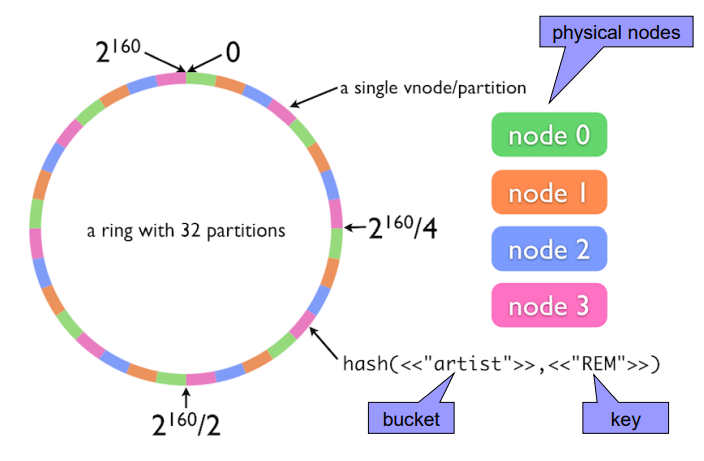 physical nodes
2^160
0
a single vnode/partition
node 0
node 1
a ring with 32 partitions
2^160/4
node 2
node 3
hash(<<"artist">>,<<"REM">>)
2^160/2
bucket
key